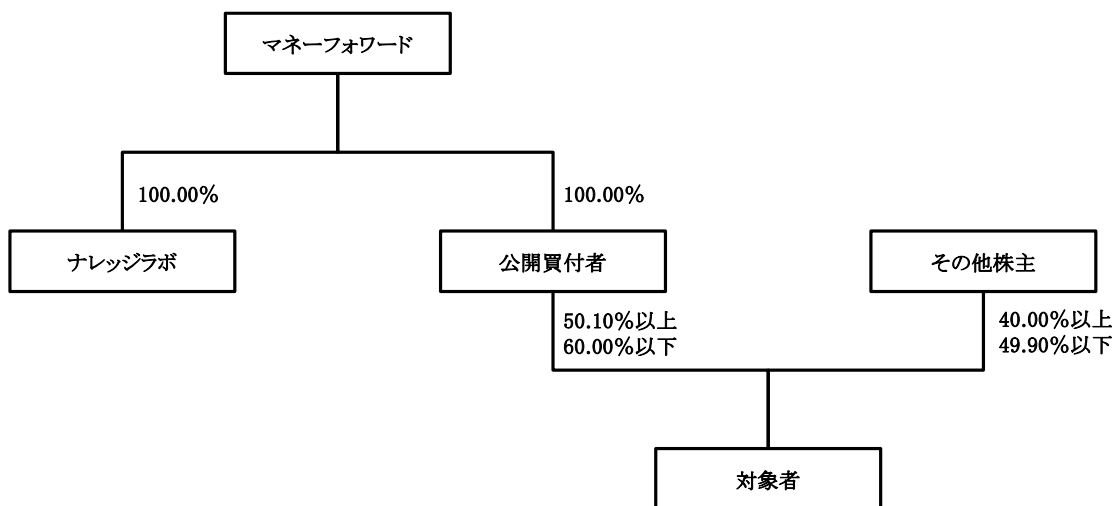 マネーフォワード
100.00%
100.00%
ナレッジラボ
公開買付者
その他株主
50.10%以上
60.00%以下
40.00%以上
49.90%以下
対象者